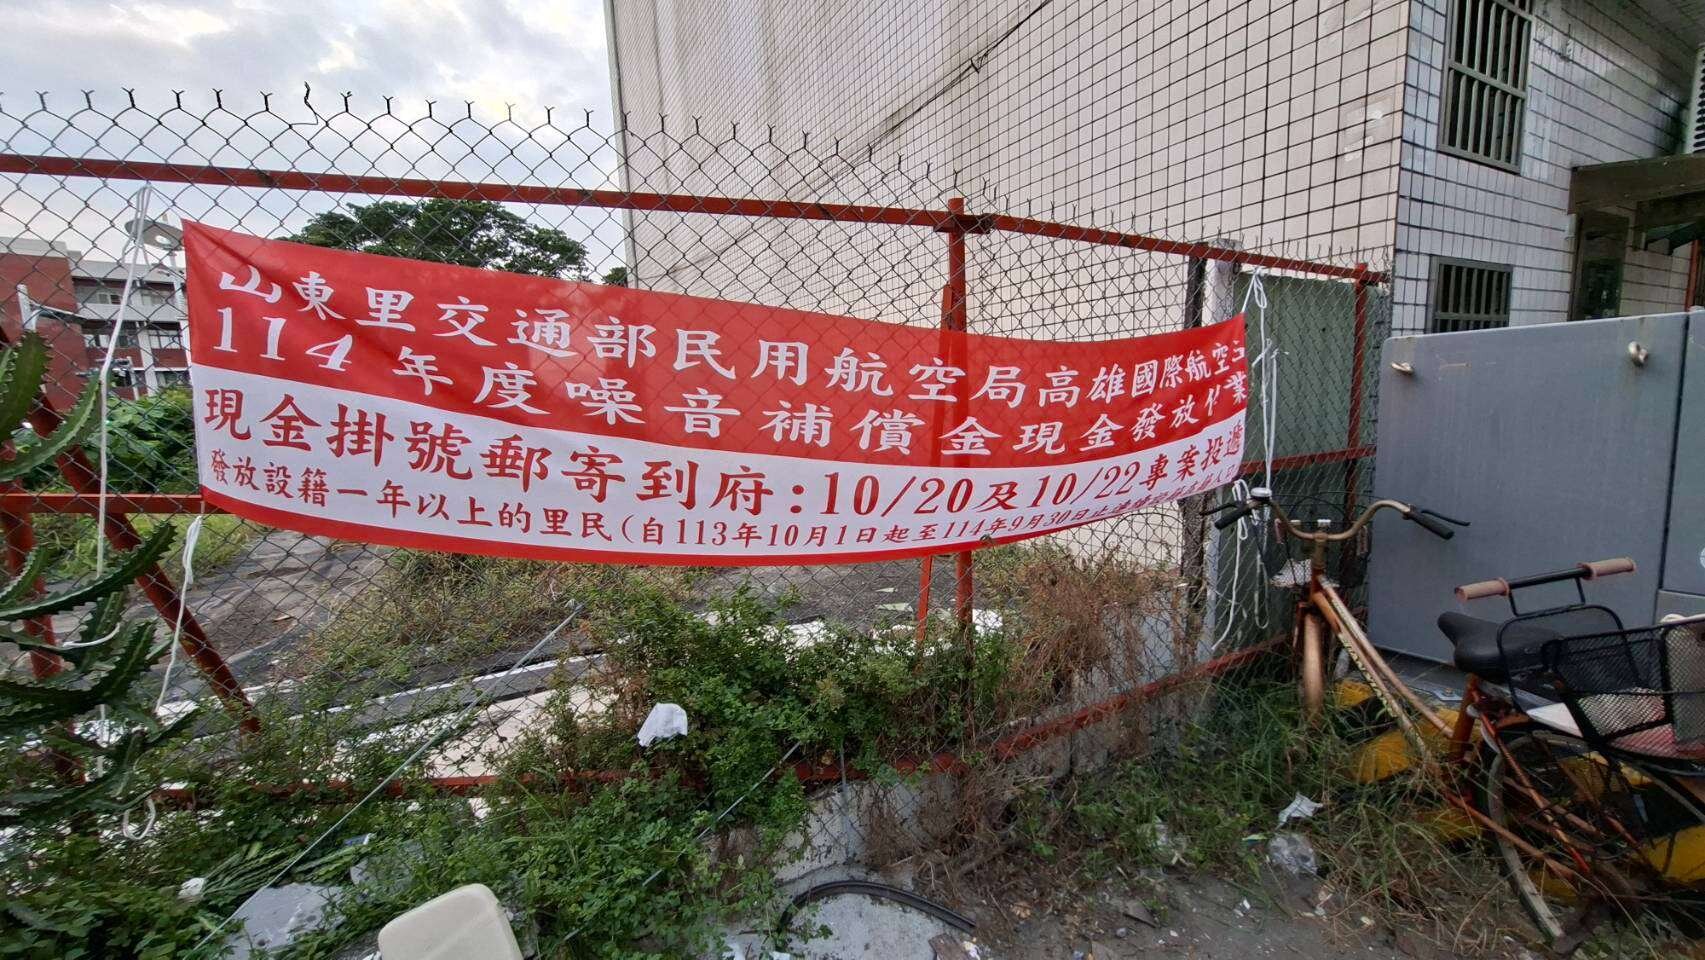 山東里交通部民用航空局高雄國際航空
114年度噪音補償金現金發放作業
現金掛號郵寄到府:10/20及10/22專案投遞
發放設籍一年以上的里民(自113年10月1日起至114年9月30日止